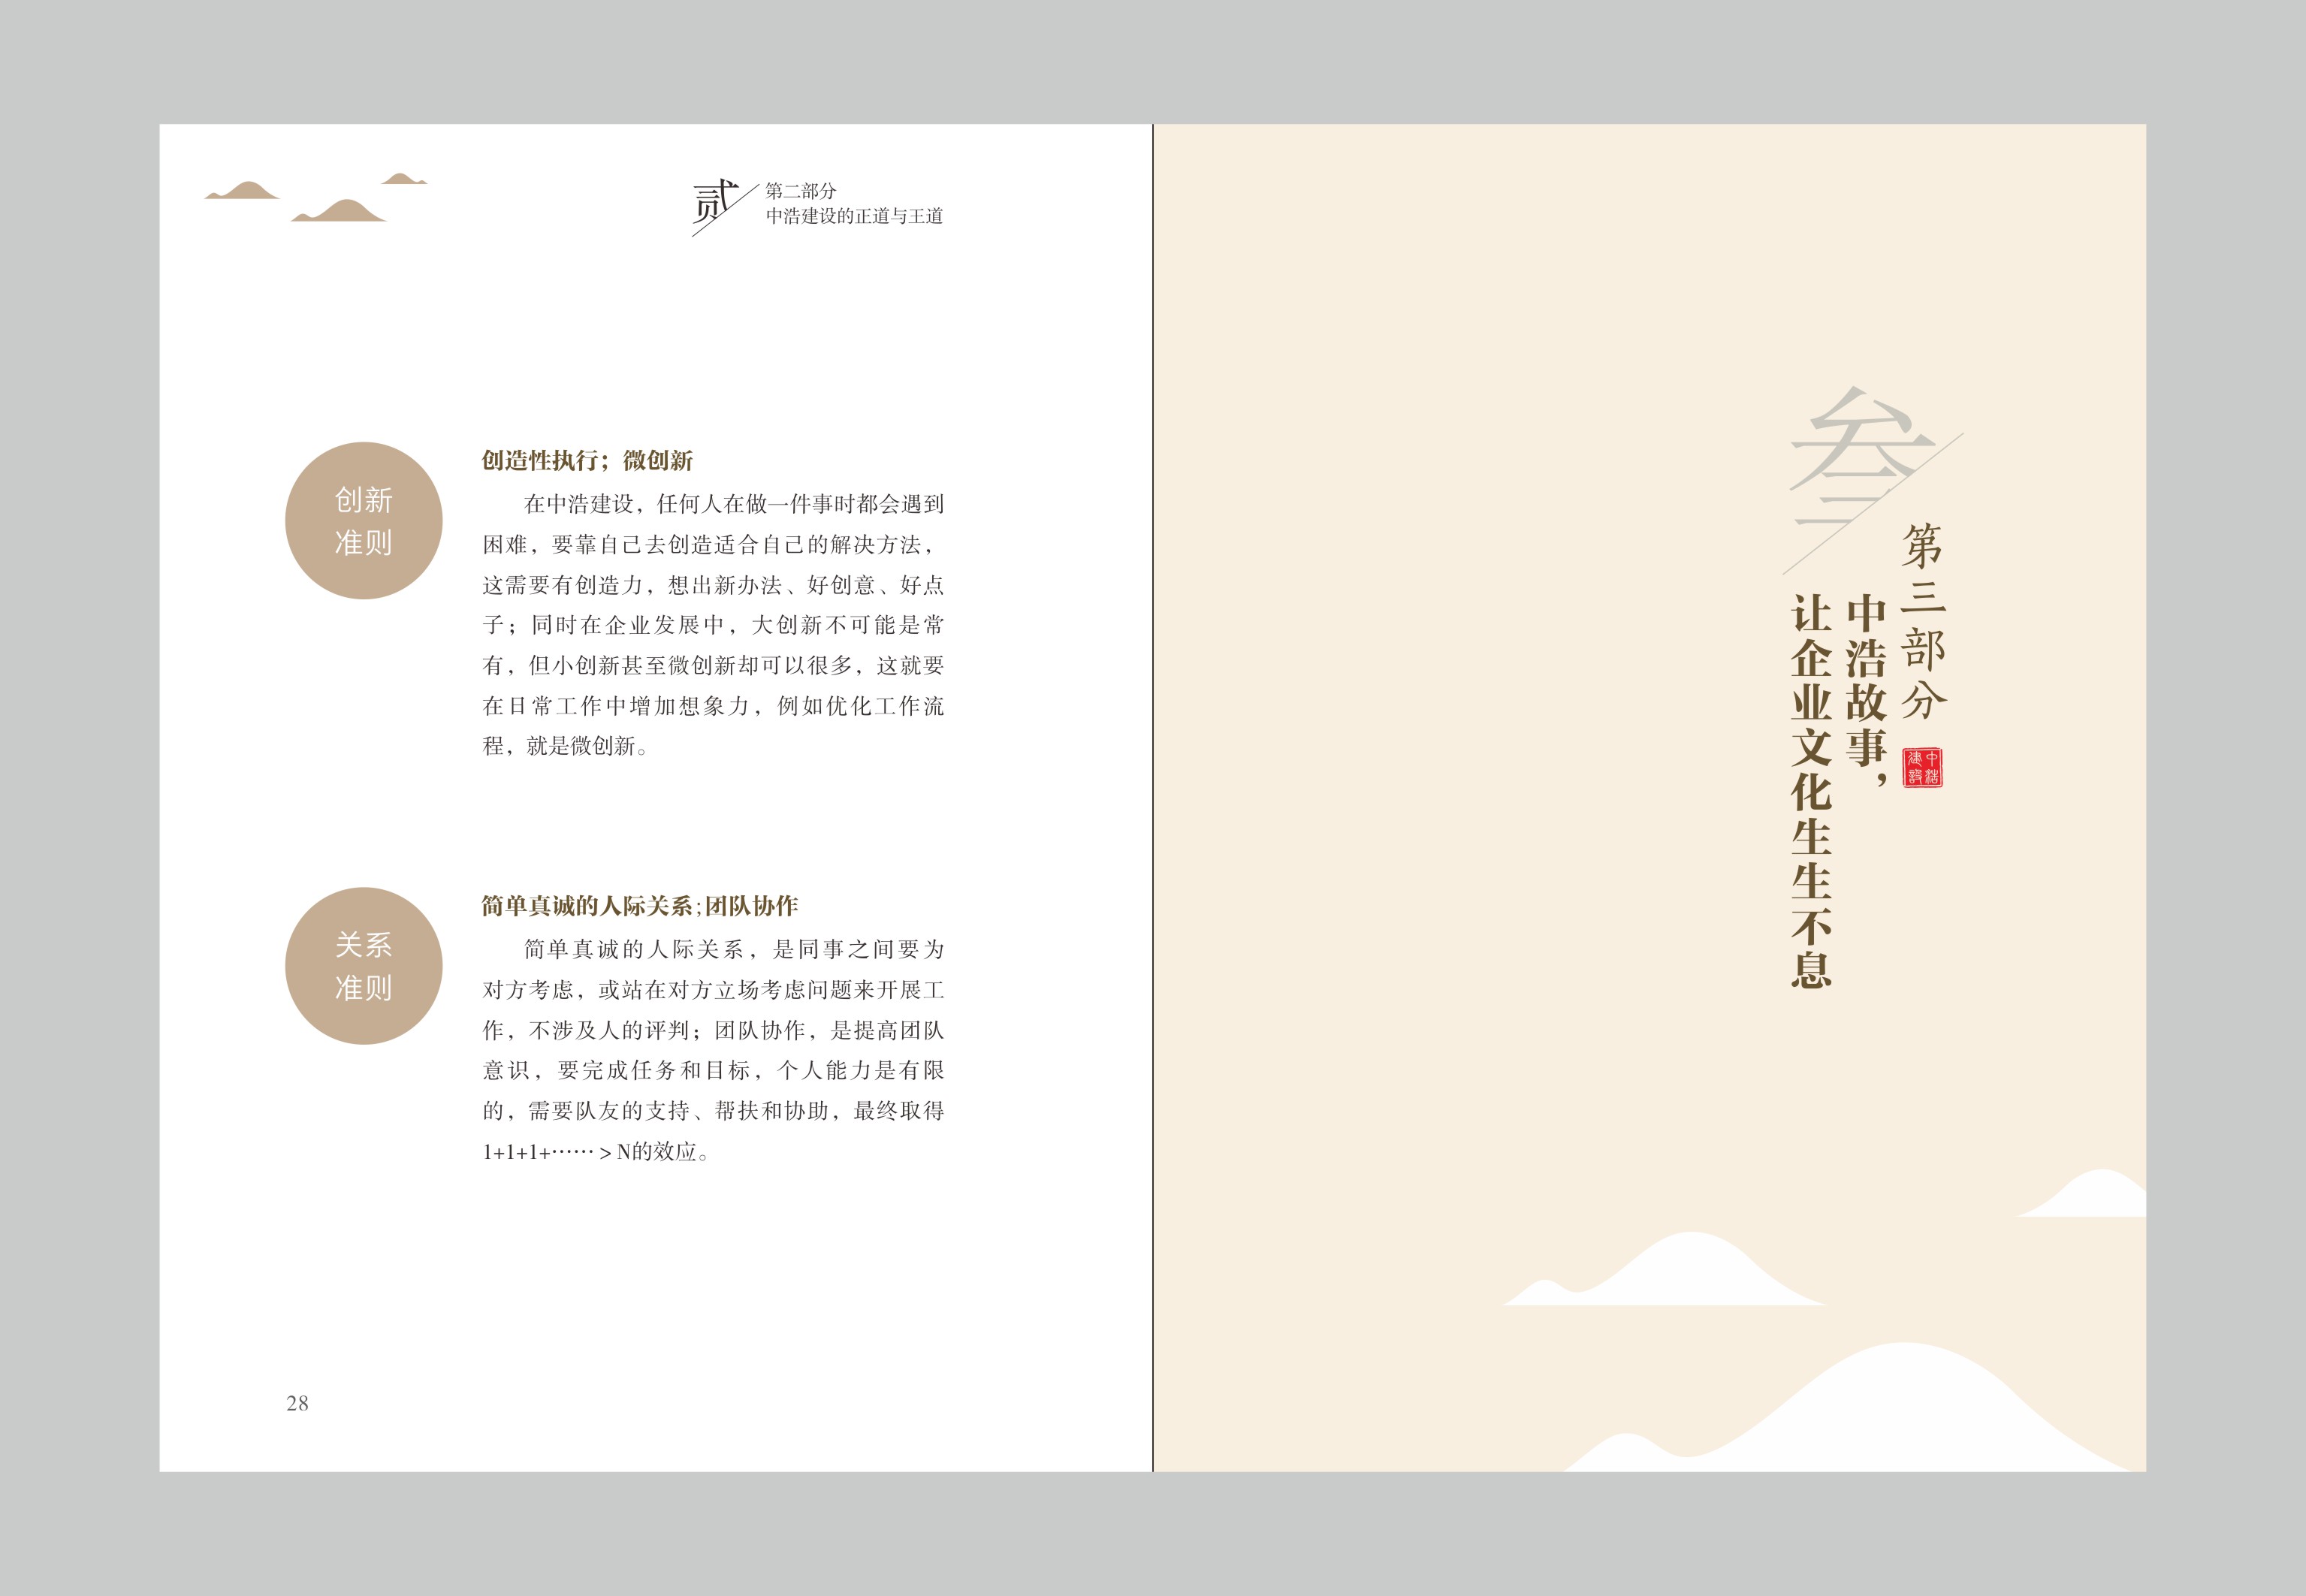 贰
第二部分
中浩建设的正道与王道
创新
准则
创造性执行；微创新
在中浩建设，任何人在做一件事时都会遇到
困难，要靠自己去创造适合自己的解决方法，
这需要有创造力，想出新办法、好创意、好点
子；同时在企业发展中，大创新不可能是常
有，但小创新甚至微创新却可以很多，这就要
在日常工作中增加想象力，例如优化工作流
程，就是微创新。
关系
准则
简单真诚的人际关系;团队协作
简单真诚的人际关系，是同事之间要为
对方考虑，或站在对方立场考虑问题来开展工
作，不涉及人的评判；团队协作，是提高团队
意识，要完成任务和目标，个人能力是有限
的，需要队友的支持、帮扶和协助，最终取得
1+1+1+…… > N的效应。
28
叁
第三部分
中浩建設
中浩故事，
让企业文化生生不息